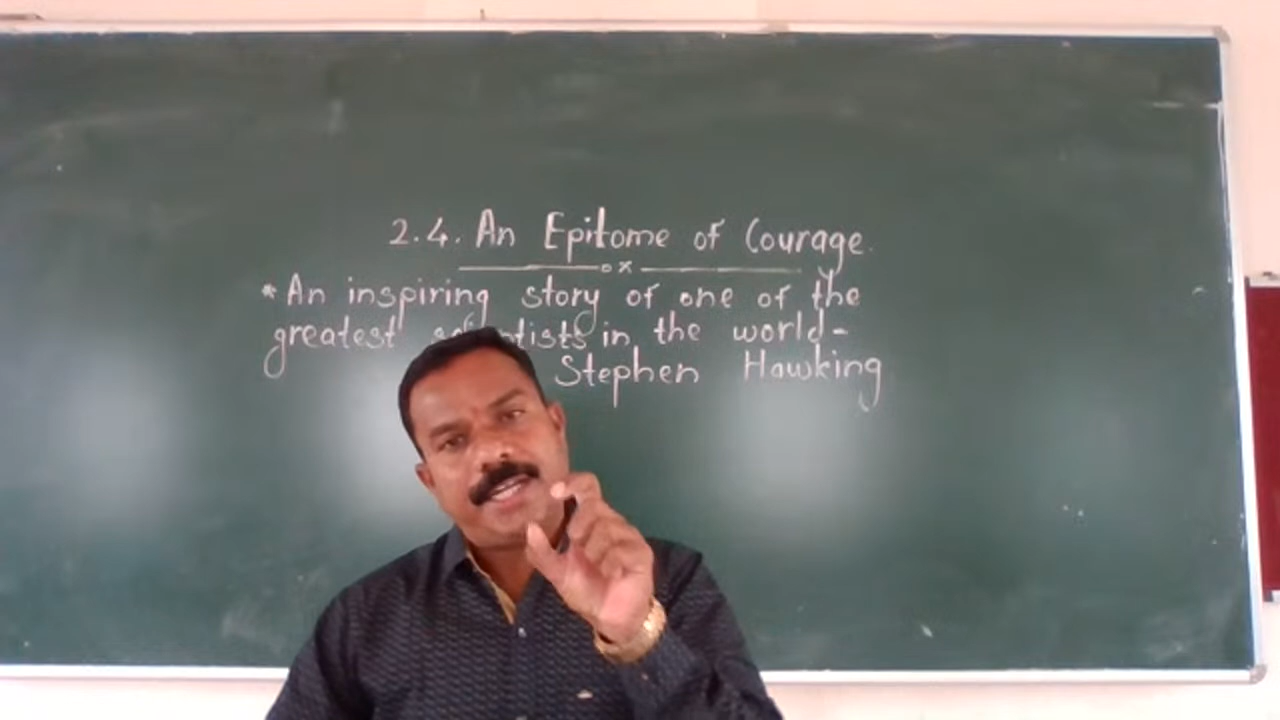 2.4. An Epitome of Courage.
* An inspiring story of one of the
greatest scientists in the world-
Stephen Hawking